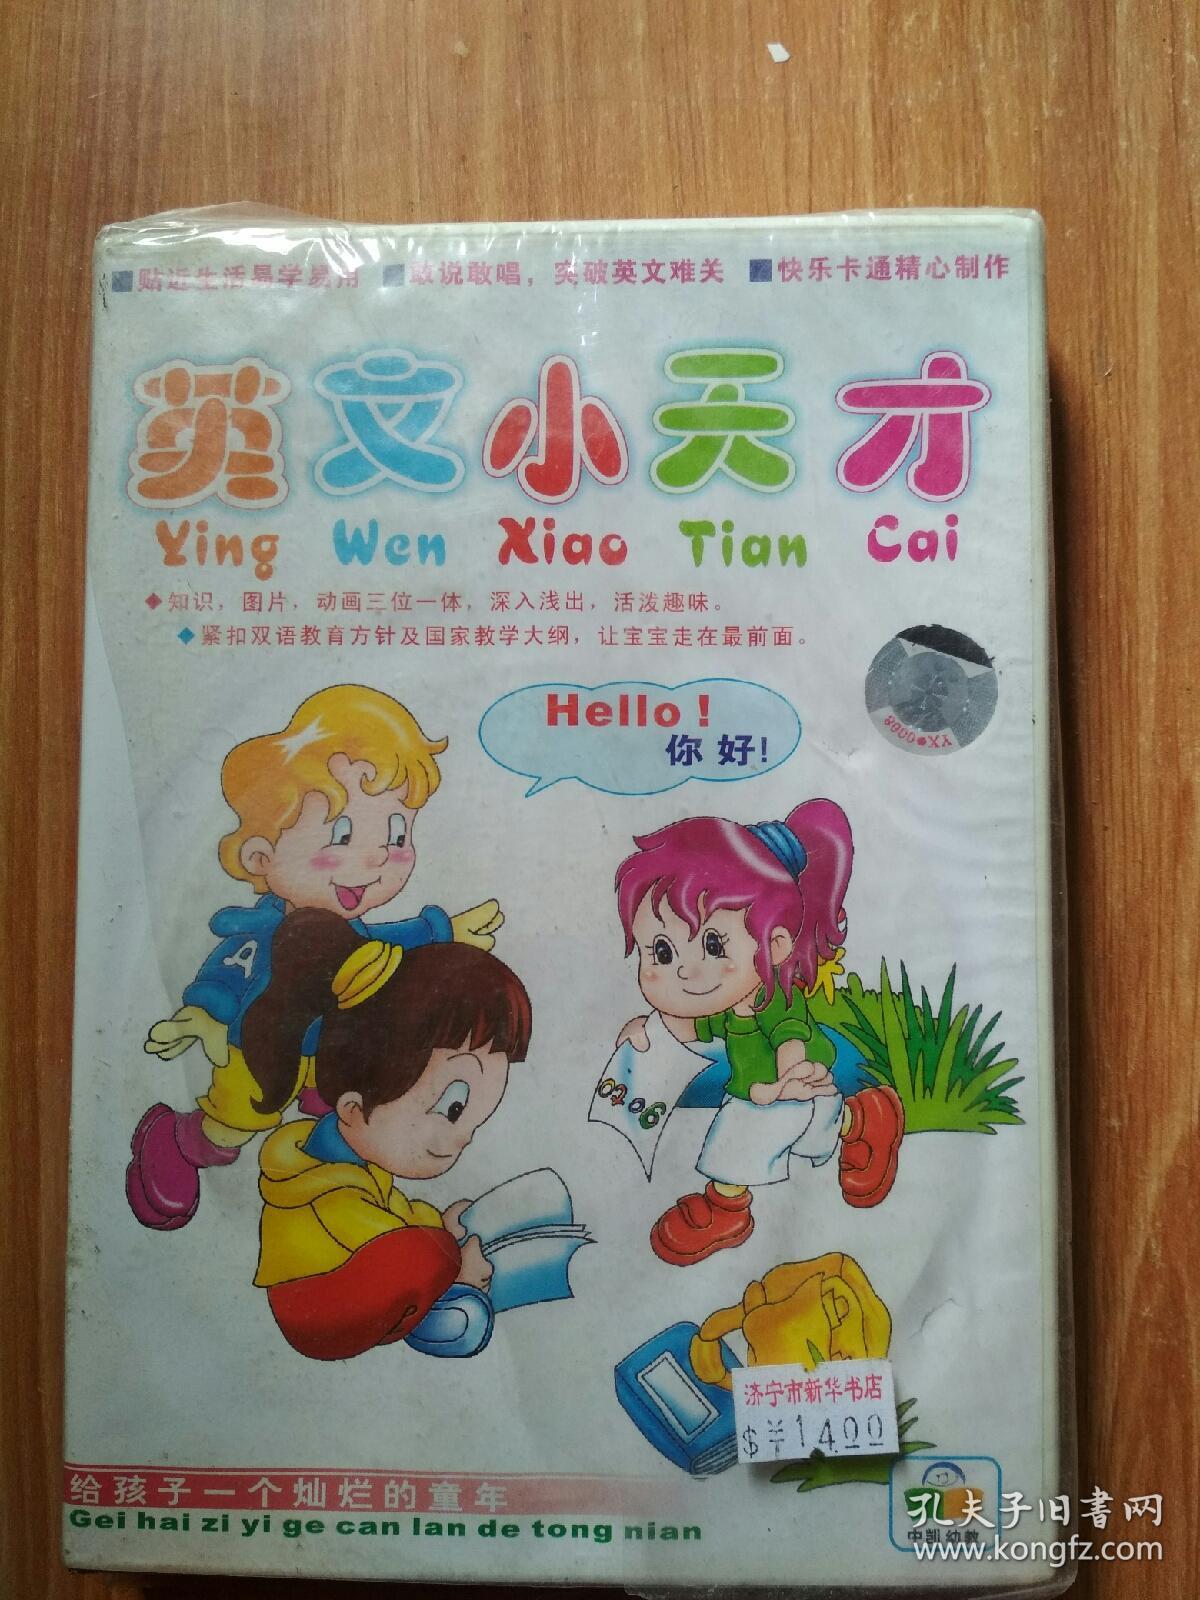 ■贴近生活易学易用 ■敢说敢唱，突破英文难关 ■快乐卡通精心制作
英文小天才
Ying Wen Xiao Tian Cai
◆知识，图片，动画三位一体，深入浅出，活泼趣味。
◆紧扣双语教育方针及国家教学大纲，让宝宝走在最前面。
YX●0068
Hello！
你好！
A
go to
济宁市新华书店
$ ¥1400
给孩子一个灿烂的童年
Gei hai zi yi ge can lan de tong nian
中凯幼教
孔夫子旧书网
www.kongfz.com